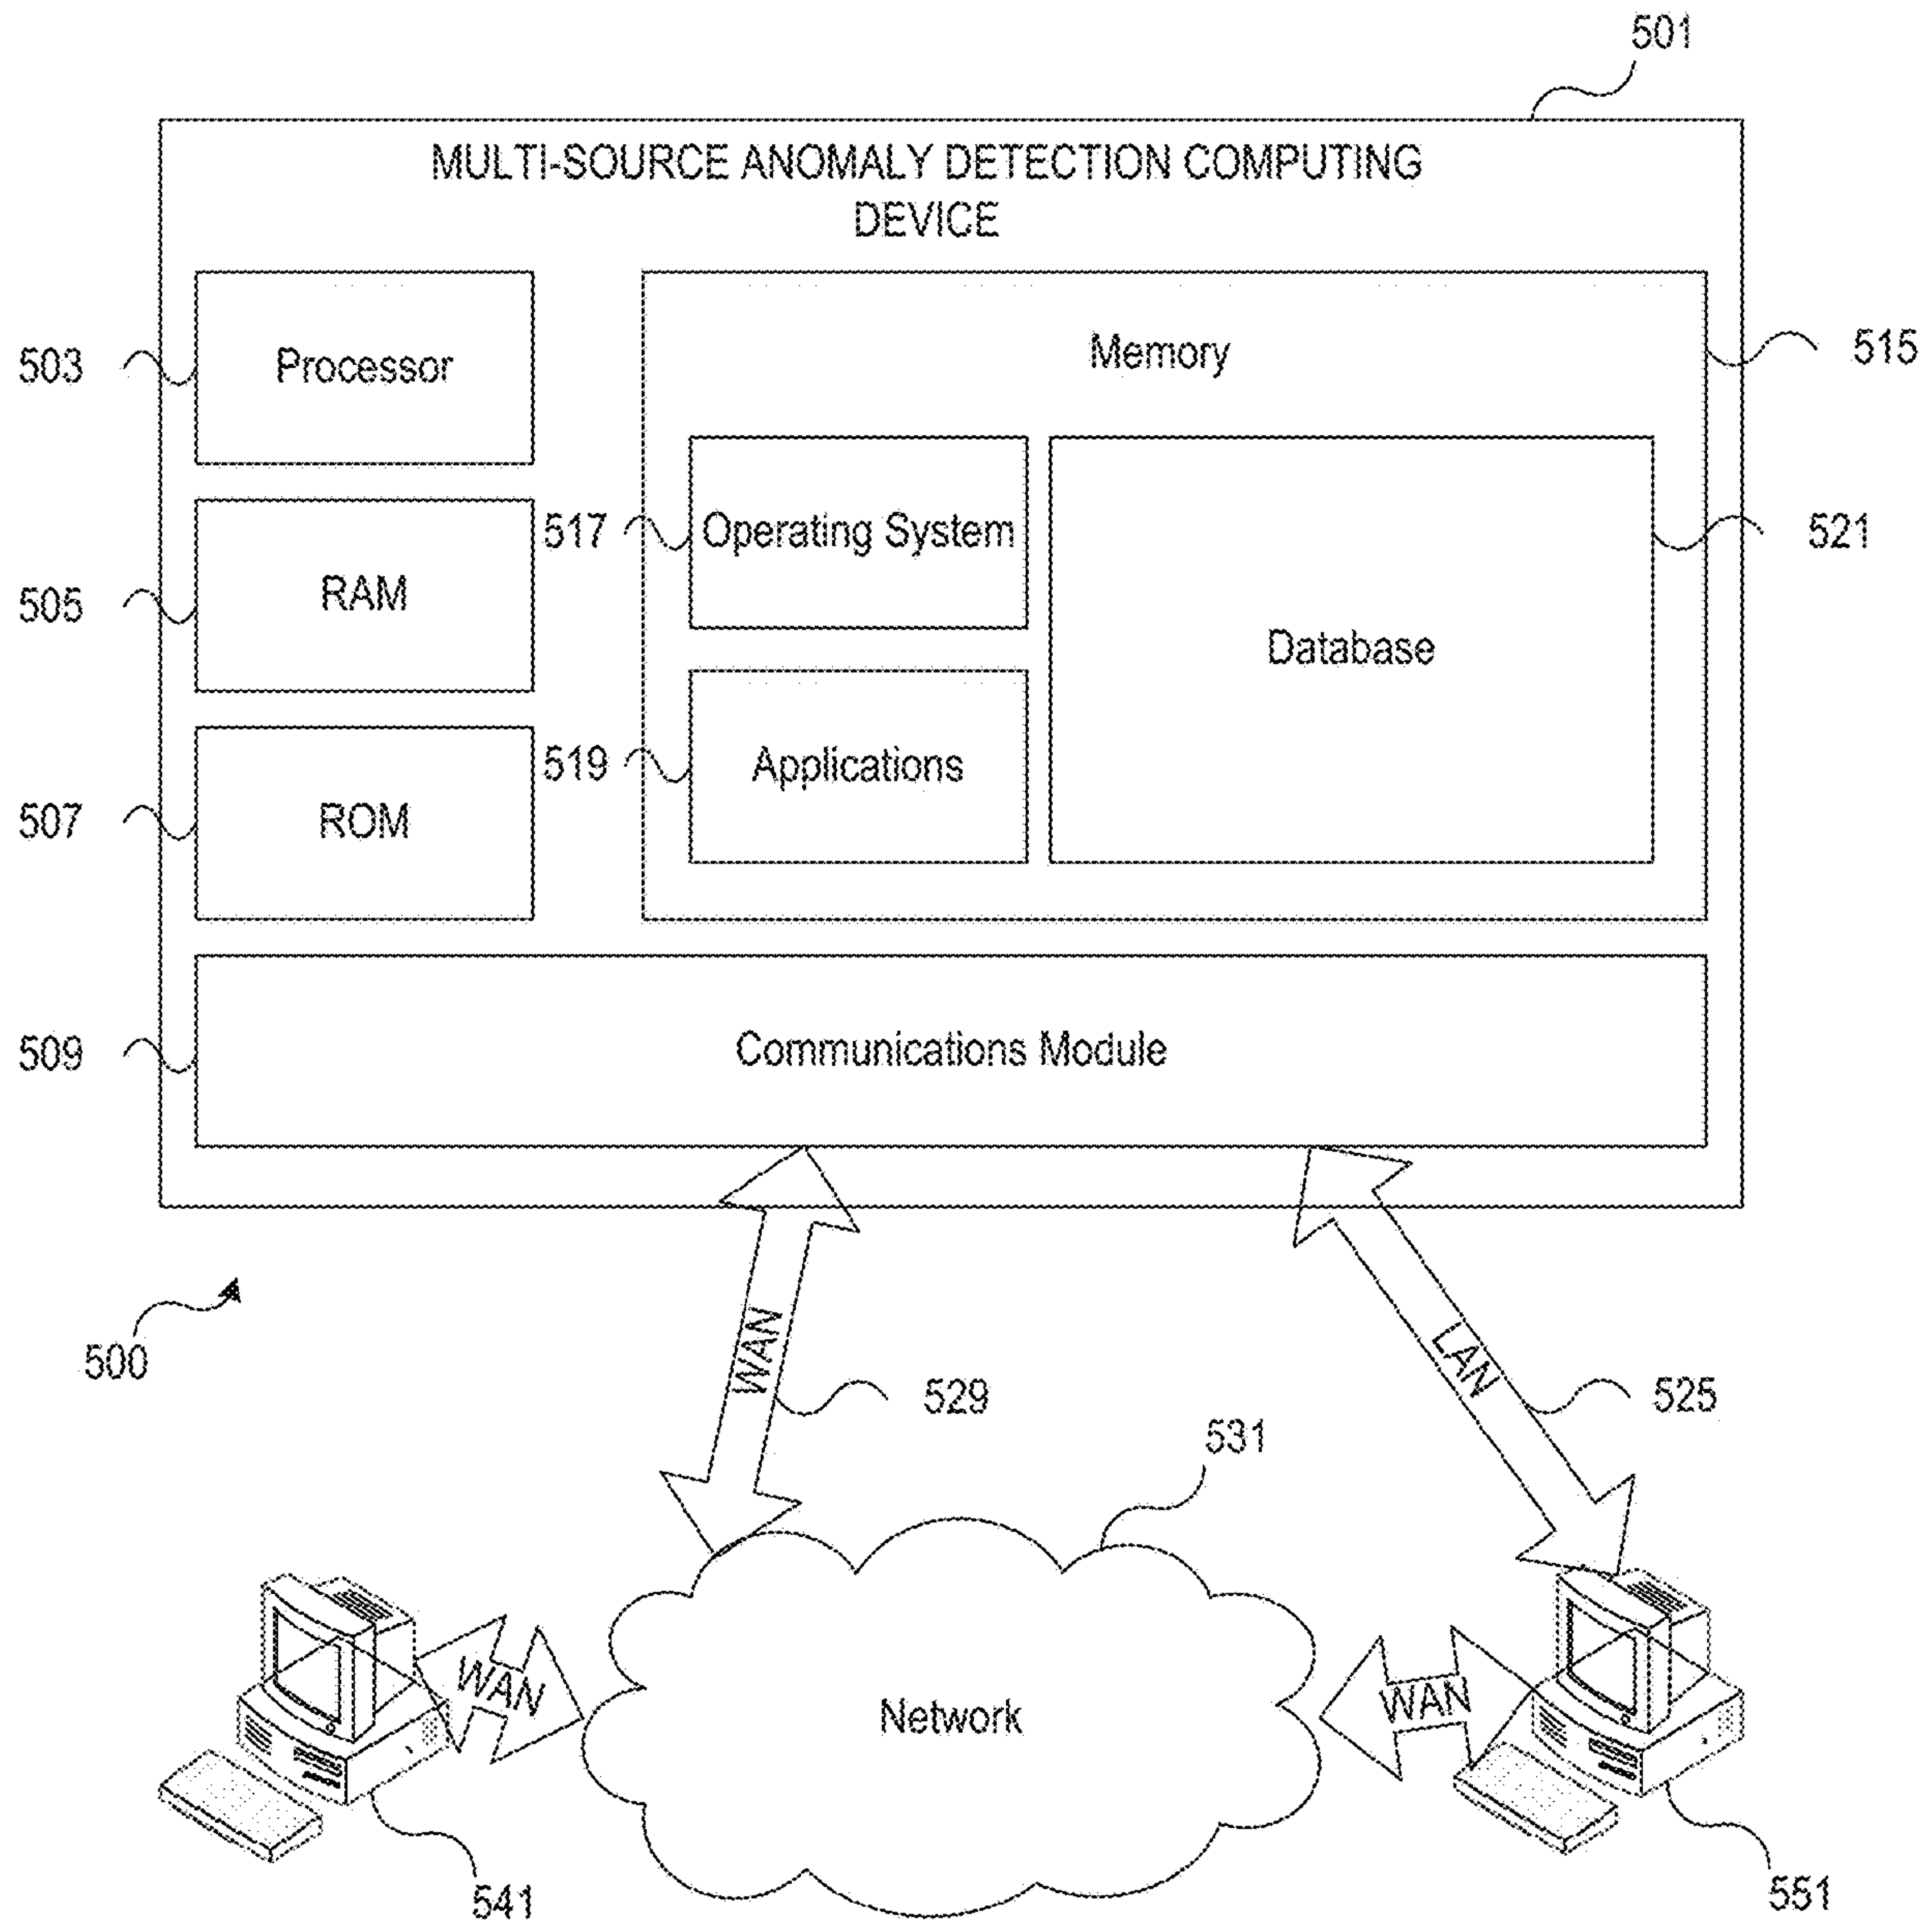 501
MULTI-SOURCE ANOMALY DETECTION COMPUTING
DEVICE
503
Processor
Memory
515
517
Operating System
521
505
RAM
Database
519
Applications
507
ROM
509
Communications Module
500
WAN
529
LAN
525
531
WAN
Network
WAN
541
551